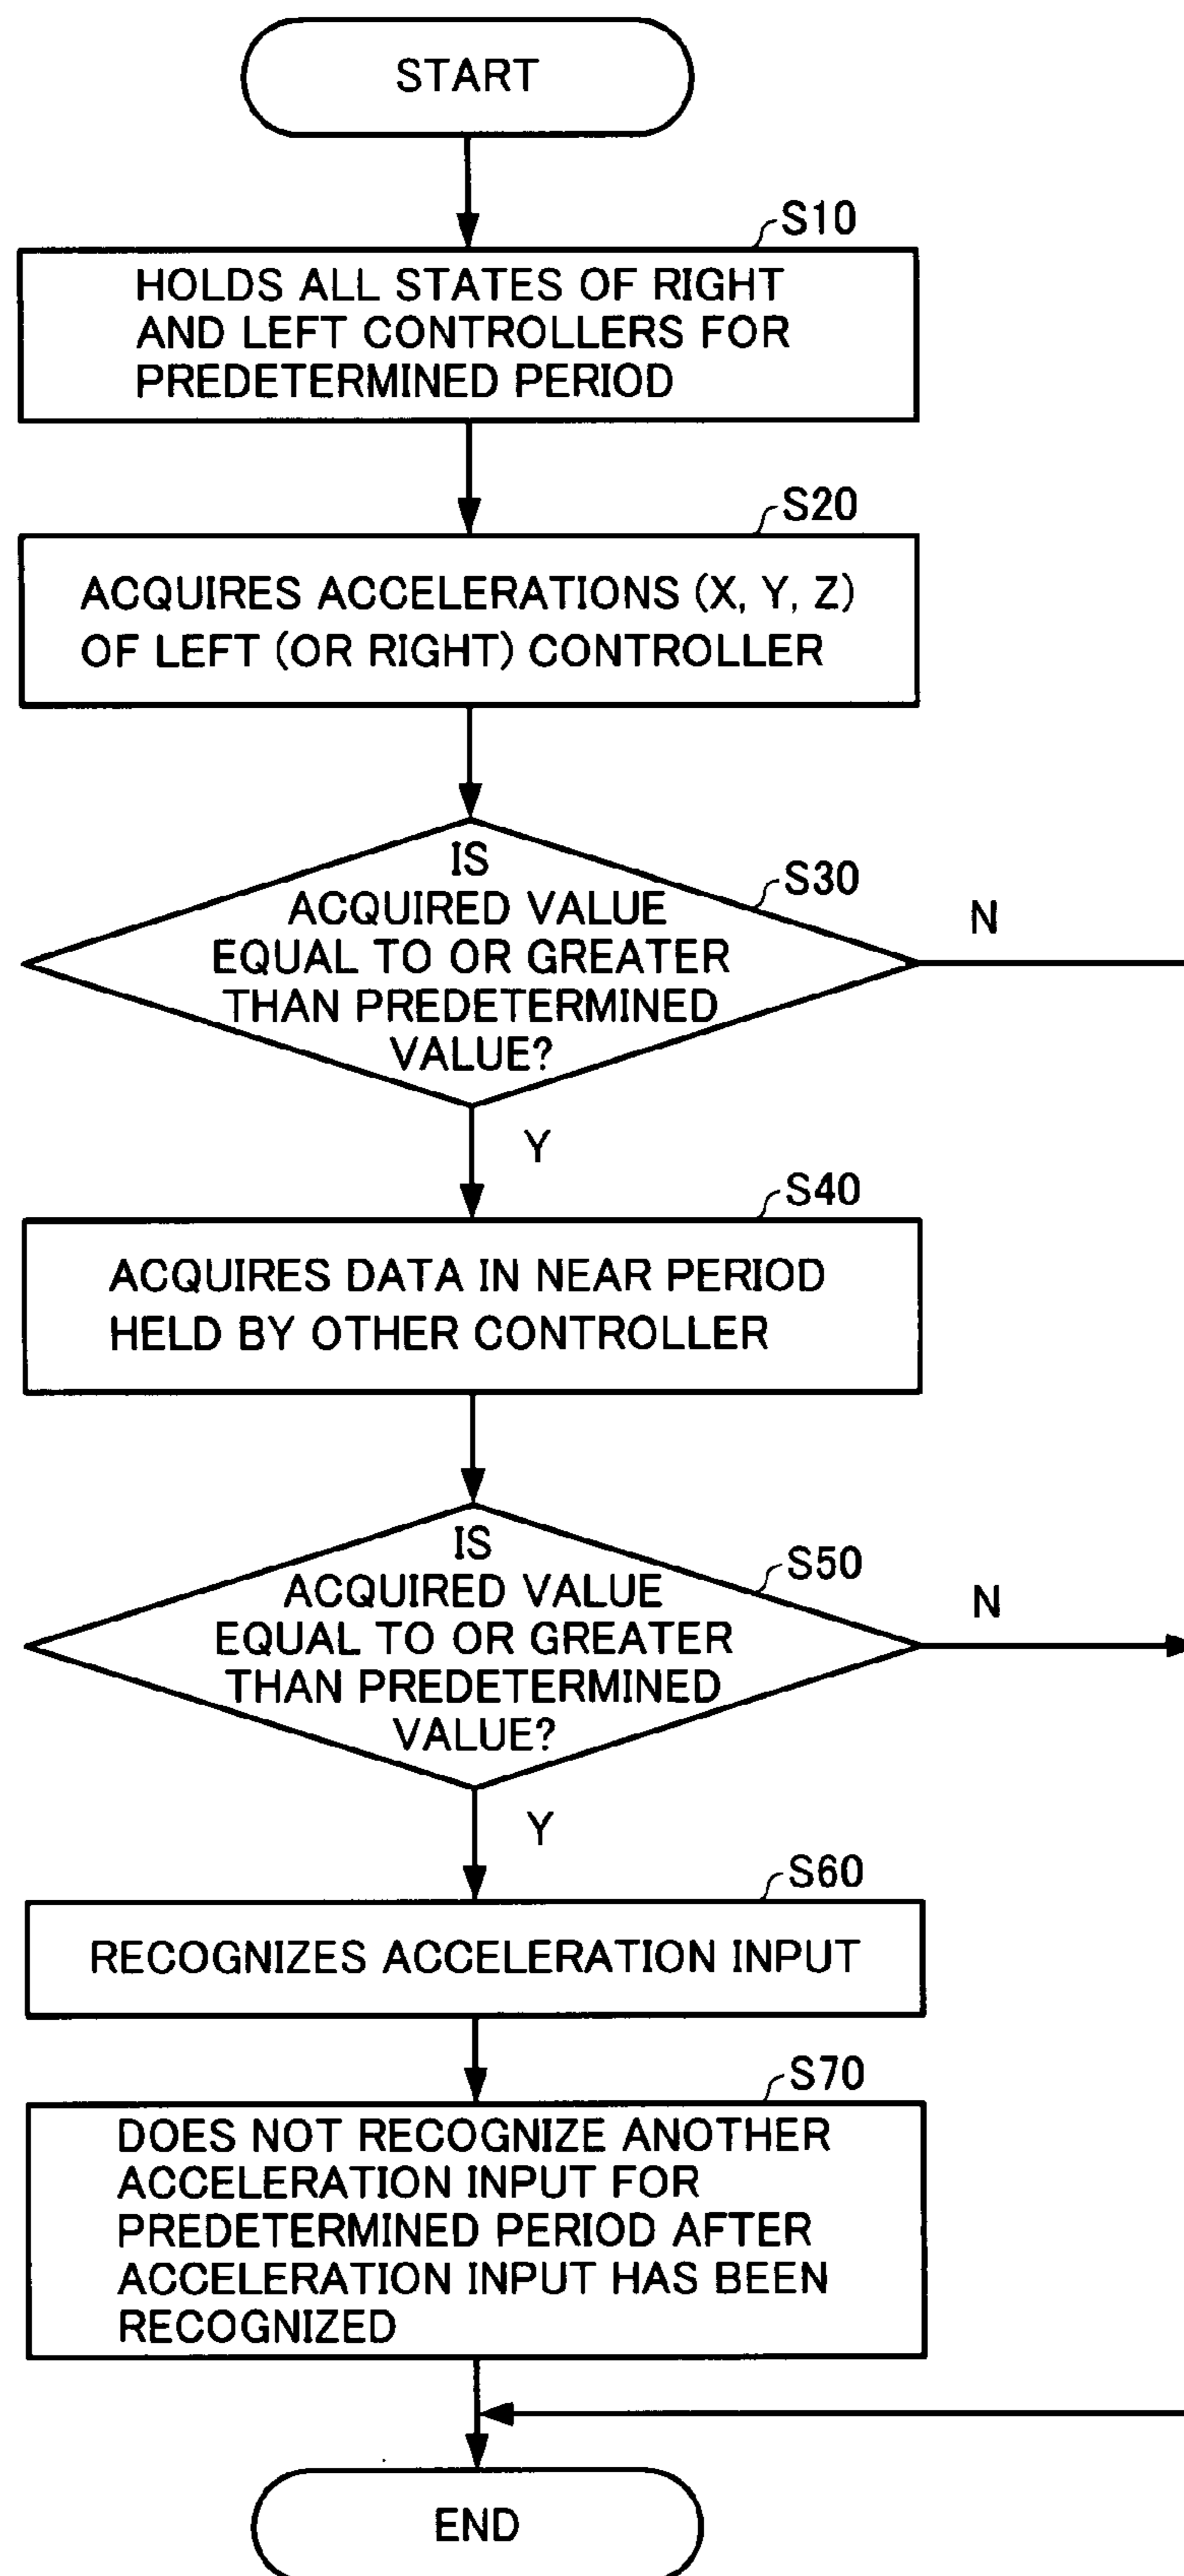 START
S10
HOLDS ALL STATES OF RIGHT
AND LEFT CONTROLLERS FOR
PREDETERMINED PERIOD
S20
ACQUIRES ACCELERATIONS (X, Y, Z)
OF LEFT (OR RIGHT) CONTROLLER
S30
IS
ACQUIRED VALUE
EQUAL TO OR GREATER
THAN PREDETERMINED
VALUE?
N
Y
S40
ACQUIRES DATA IN NEAR PERIOD
HELD BY OTHER CONTROLLER
S50
IS
ACQUIRED VALUE
EQUAL TO OR GREATER
THAN PREDETERMINED
VALUE?
N
Y
S60
RECOGNIZES ACCELERATION INPUT
S70
DOES NOT RECOGNIZE ANOTHER
ACCELERATION INPUT FOR
PREDETERMINED PERIOD AFTER
ACCELERATION INPUT HAS BEEN
RECOGNIZED
END